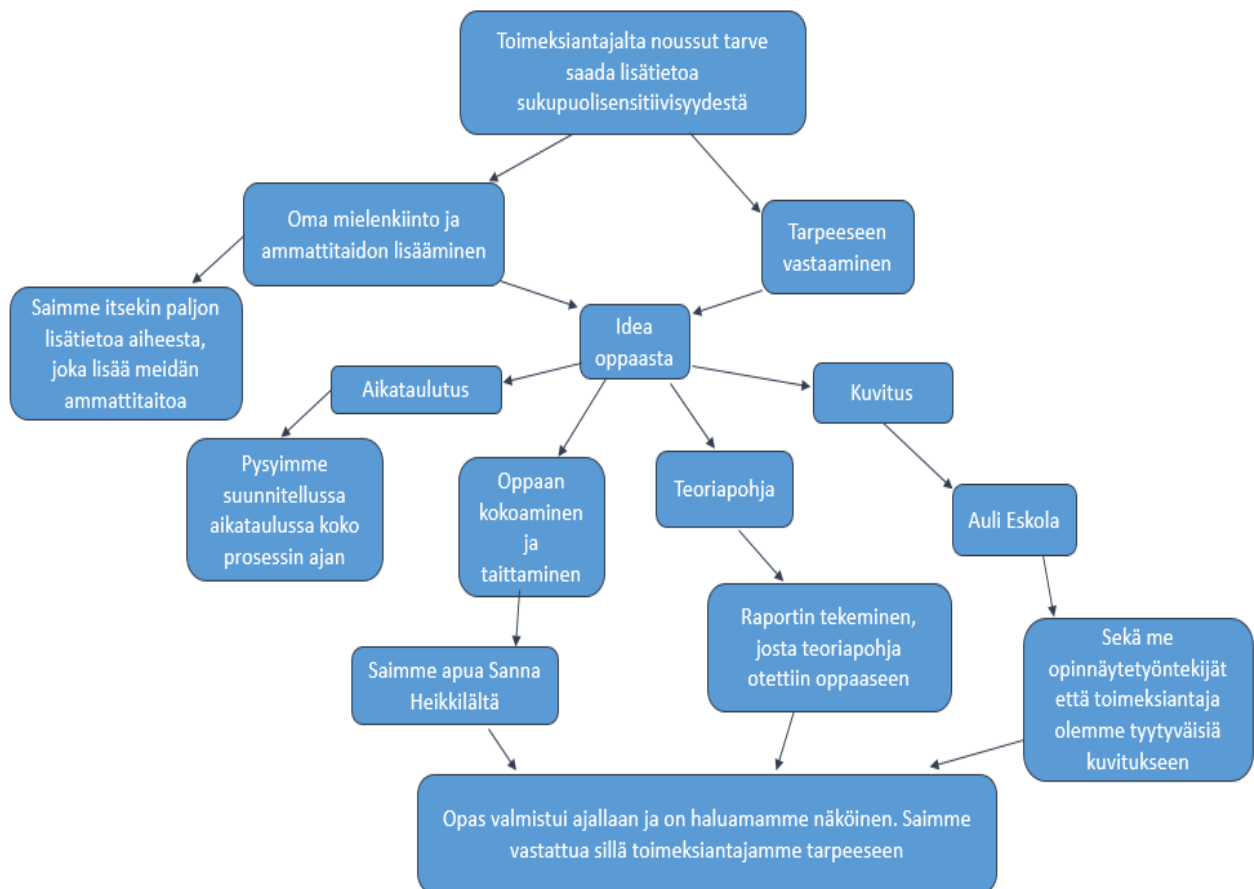 Toimeksiantajalta noussut tarve
saada lisätietoa
sukupuolisensitiivisyydestä
Oma mielenkiinto ja
ammattitaidon lisääminen
Tarpeeseen
vastaaminen
Saimme itsekin paljon
lisätietoa aiheesta,
joka lisää meidän
ammattitaitoa
Idea
oppaasta
Aikataulutus
Kuvitus
Pysyimme
suunnitellussa
aikataulussa koko
prosessin ajan
Oppaan
kokoaminen
ja
taittaminen
Teoriapohja
Auli Eskola
Saimme apua Sanna
Heikkilältä
Raportin tekeminen,
josta teoriapohja
otettiin oppaaseen
Sekä me
opinnäytetyöntekijät
että toimeksiantaja
olemme tyytyväisiä
kuvitukseen
Opas valmistui ajallaan ja on haluamamme näköinen. Saimme
vastattua sillä toimeksiantajamme tarpeeseen